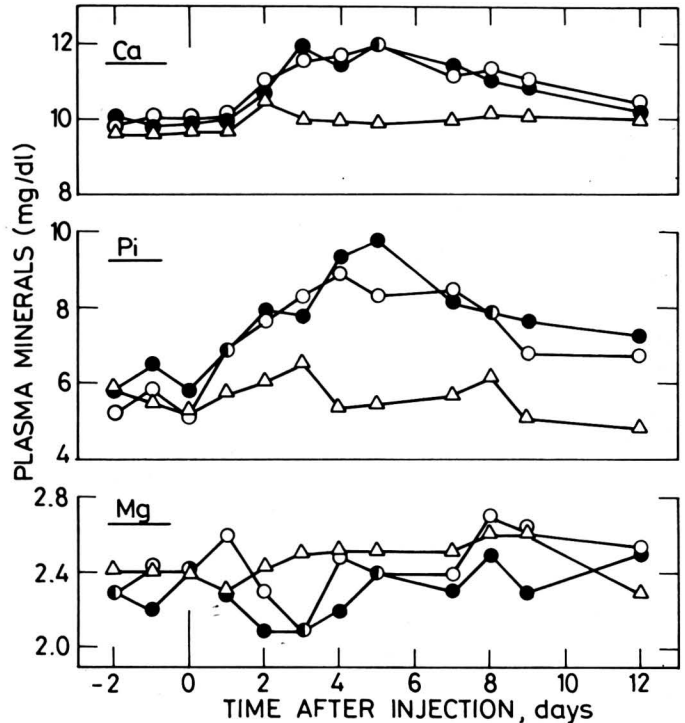 PLASMA MINERALS (mg/dl)
Ca
12
10
8
Pi
10
8
6
4
Mg
2.8
2.4
2.0
-2 0 2 4 6 8 10 12
TIME AFTER INJECTION, days